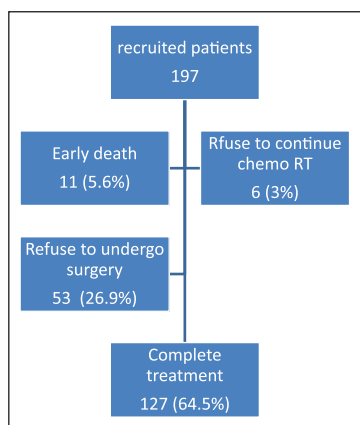 recruited patients
197
Early death
11 (5.6%)
Rfuse to continue
chemo RT
6 (3%)
Refuse to undergo
surgery
53 (26.9%)
Complete
treatment
127 (64.5%)